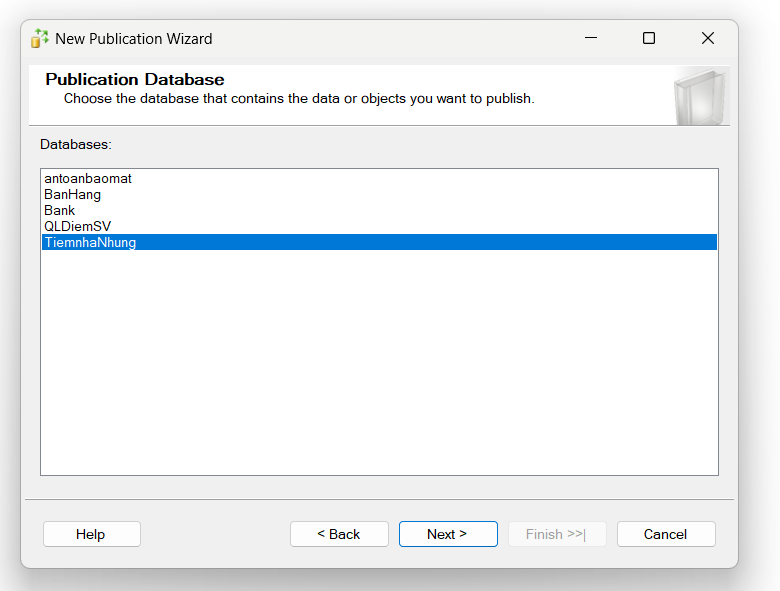 New Publication Wizard
Publication Database
Choose the database that contains the data or objects you want to publish.
Databases:
antoanbaomat
BanHang
Bank
QLDiemSV
TiemnhaNhung
Help
< Back
Next >
Finish >>|
Cancel